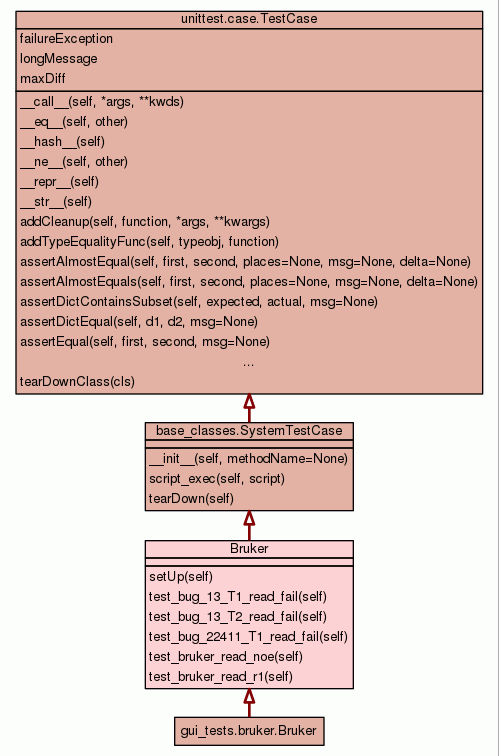 unittest.case.TestCase
failureException
longMessage
maxDiff
__call__(self, *args, **kwds)
__eq__(self, other)
__hash__(self)
__ne__(self, other)
__repr__(self)
__str__(self)
addCleanup(self, function, *args, **kwargs)
addTypeEqualityFunc(self, typeobj, function)
assertAlmostEqual(self, first, second, places=None, msg=None, delta=None)
assertAlmostEquals(self, first, second, places=None, msg=None, delta=None)
assertDictContainsSubset(self, expected, actual, msg=None)
assertDictEqual(self, d1, d2, msg=None)
assertEqual(self, first, second, msg=None)
...
tearDownClass(cls)
base_classes.SystemTestCase
__init__(self, methodName=None)
script_exec(self, script)
tearDown(self)
Bruker
setUp(self)
test_bug_13_T1_read_fail(self)
test_bug_13_T2_read_fail(self)
test_bug_22411_T1_read_fail(self)
test_bruker_read_noe(self)
test_bruker_read_r1(self)
gui_tests.bruker.Bruker